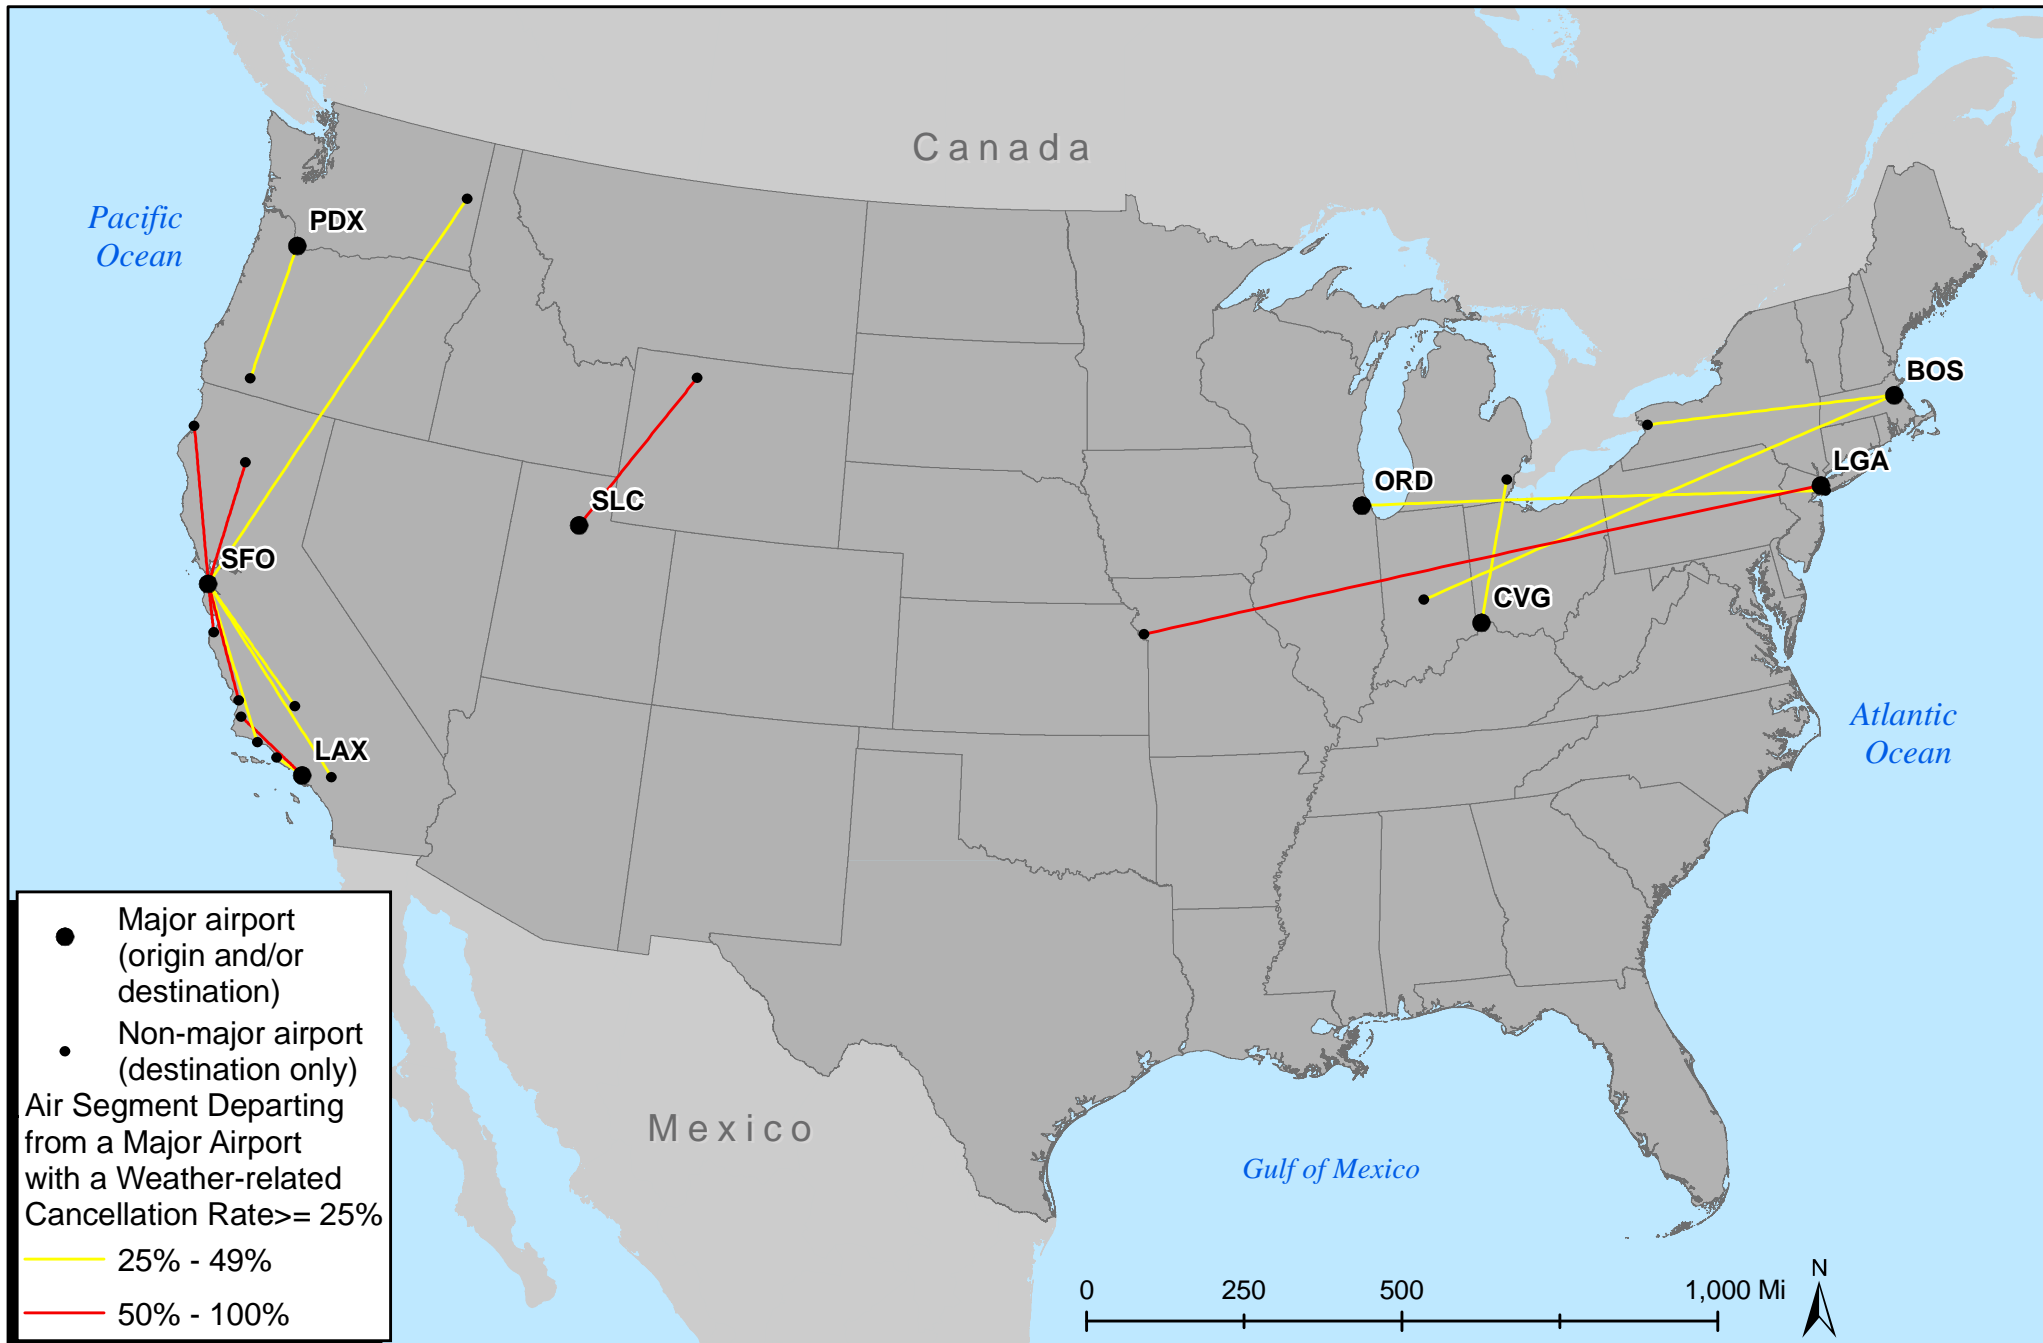 Canada
Pacific
Ocean
PDX
BOS
LGA
ORD
SLC
SFO
CVG
LAX
Atlantic
Ocean
Mexico
Gulf of Mexico
Major airport
(origin and/or
destination)
Non-major airport
(destination only)
Air Segment Departing
from a Major Airport
with a Weather-related
Cancellation Rate>= 25%
25% - 49%
50% - 100%
0 250 500 1,000 Mi
N